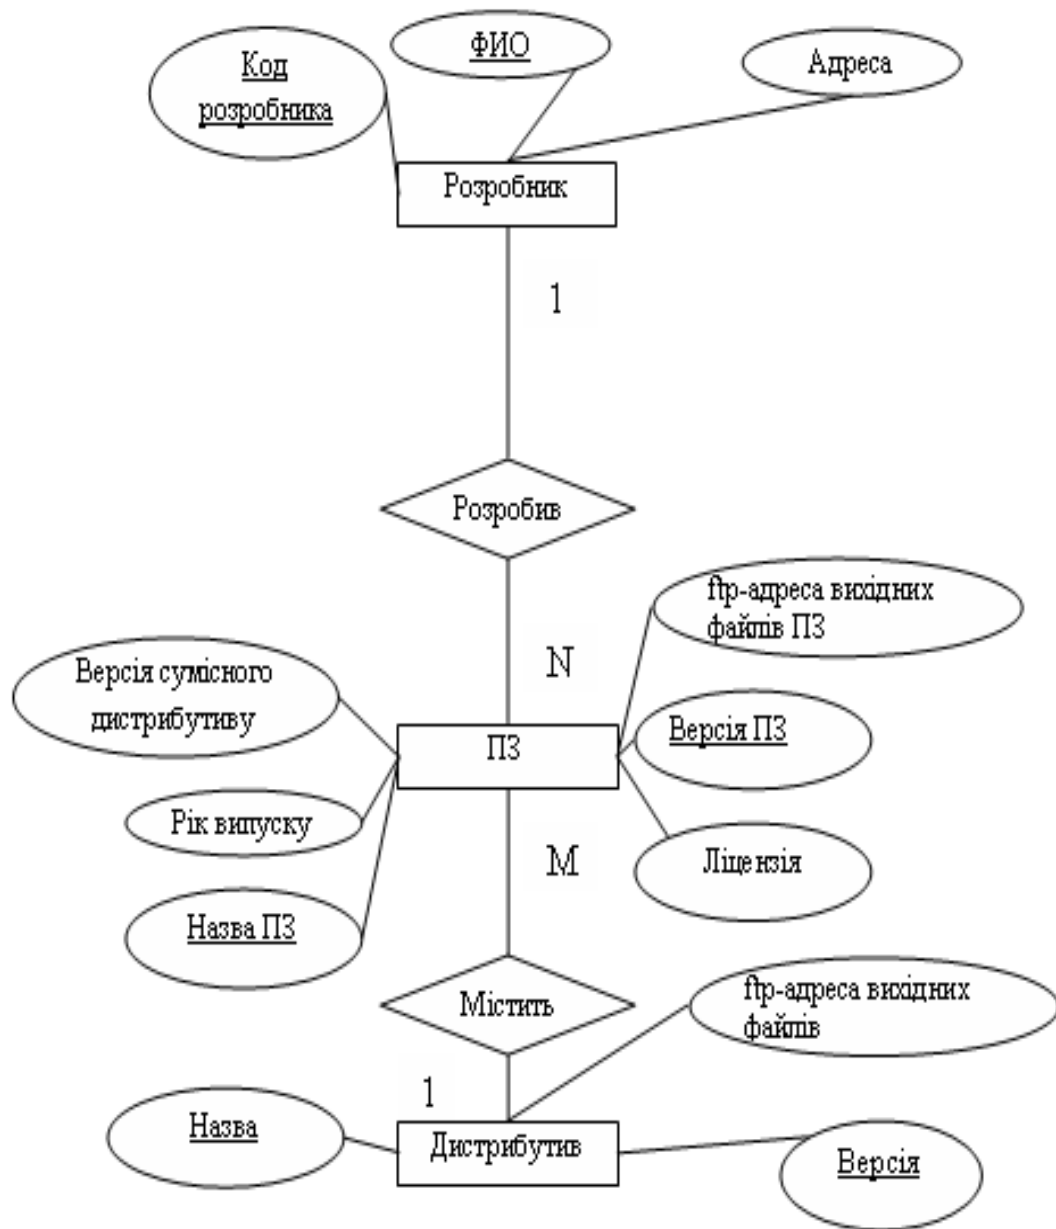 ФИО
Адреса
Код
розробника
Розробник
1
Розробив
ftp-адреса вихідних
файлів ПЗ
N
Версія сумісного
дистрибутиву
Версія ПЗ
ПЗ
Рік випуску
M
Ліцензія
Назва ПЗ
ftp-адреса вихідних
файлів
Містить
1
Назва
Дистрибутив
Версія